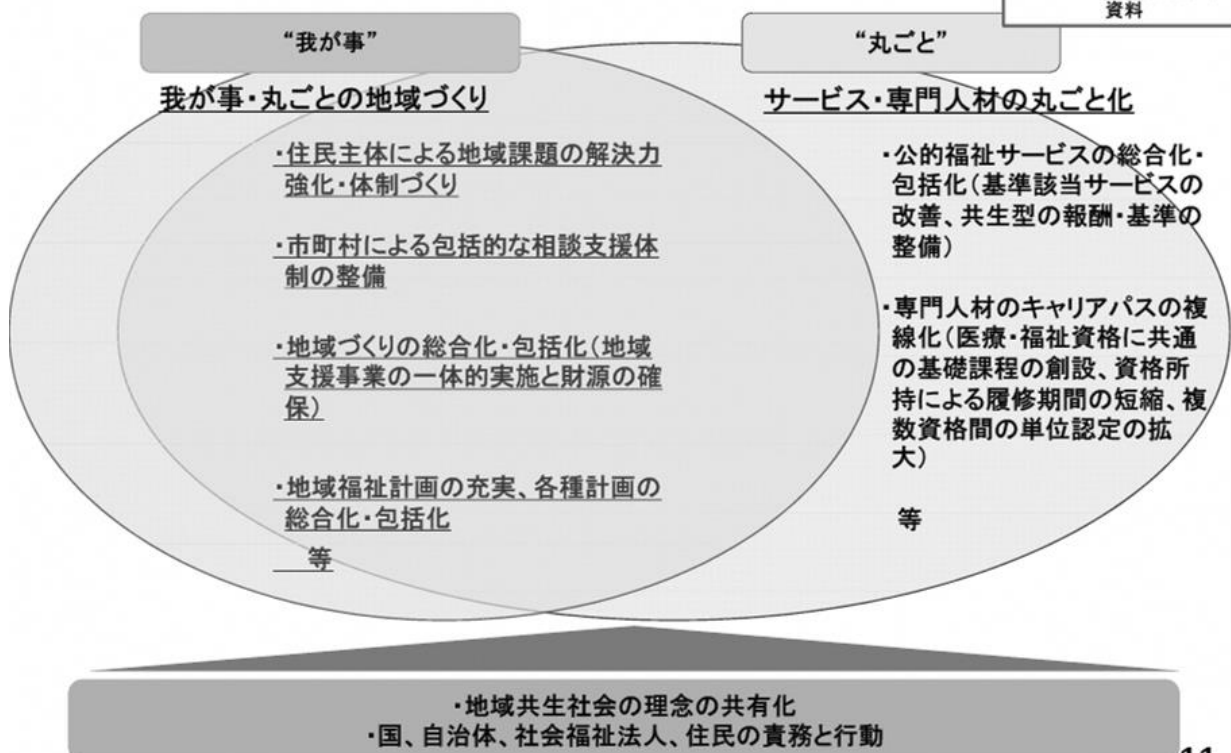 資料
“我が事”
“丸ごと”
我が事・丸ごとの地域づくり
サービス・専門人材の丸ごと化
・住民主体による地域課題の解決力
強化・体制づくり
・市町村による包括的な相談支援体
制の整備
・地域づくりの総合化・包括化(地域
支援事業の一体的実施と財源の確
保)
・地域福祉計画の充実、各種計画の
総合化・包括化
等
・公的福祉サービスの総合化・
包括化(基準該当サービスの
改善、共生型の報酬・基準の
整備)
・専門人材のキャリアパスの複
線化(医療・福祉資格に共通
の基礎課程の創設、資格所
持による履修期間の短縮、複
数資格間の単位認定の拡
大)
等
・地域共生社会の理念の共有化
・国、自治体、社会福祉法人、住民の責務と行動